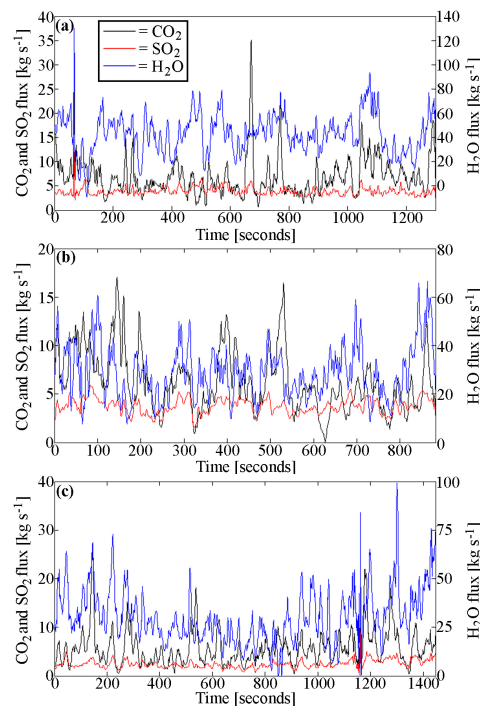 (a)
= CO2
= SO2
= H2O
CO2 and SO2 flux [kg s-1]
40
35
30
25
20
15
10
5
0
140
120
100
80
60
40
20
0
H2O flux [kg s-1]
0 200 400 600 800 1000 1200
Time [seconds]
(b)
CO2 and SO2 flux [kg s-1]
20
15
10
5
0
80
60
40
20
0
H2O flux [kg s-1]
0 100 200 300 400 500 600 700 800
Time [seconds]
(c)
CO2 and SO2 flux [kg s-1]
40
30
20
10
0
100
75
50
25
0
H2O flux [kg s-1]
0 200 400 600 800 1000 1200 1400
Time [seconds]